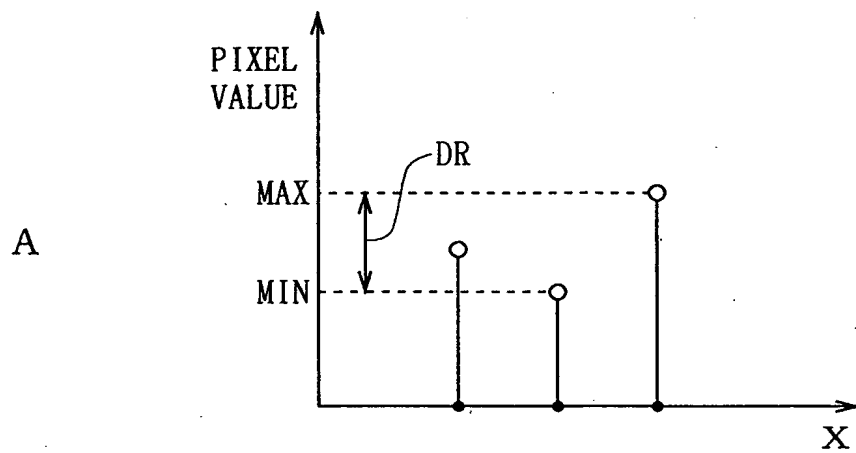 PIXEL
VALUE
DR
MAX
A
MIN
X